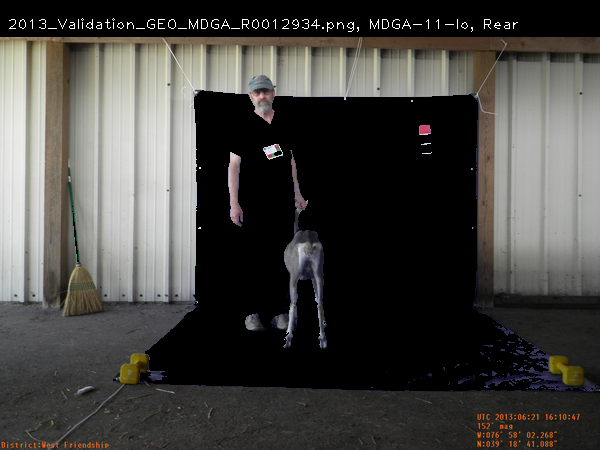 2013_Validation_GEO_MDGA_R0012934.png, MDGA-11-Io, Rear
UTC 2013:06:21 16:10:47
152° mag
W:076° 58' 02.268"
N:039° 18' 41.088"
District:West Friendship